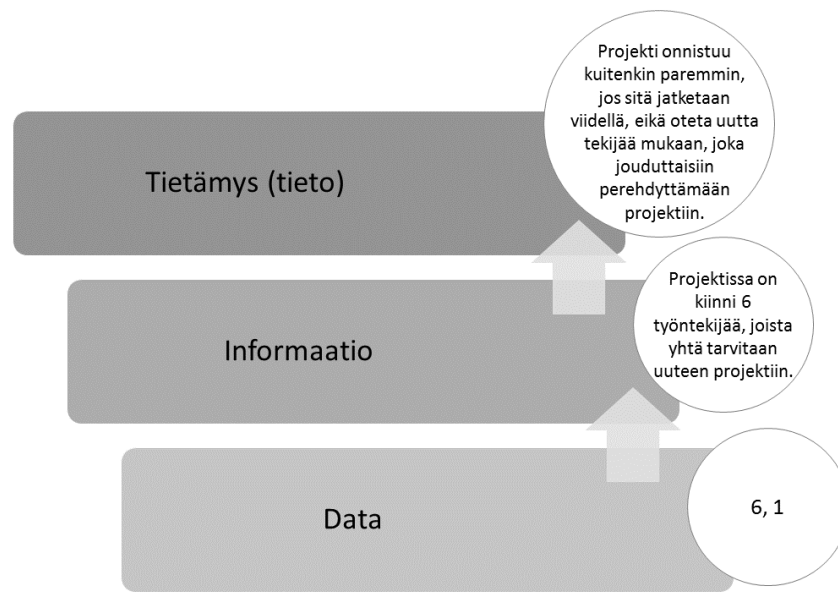 Projekti onnistuu
kuitenkin paremmin,
jos sitä jatketaan
viidellä, eikä oteta uutta
tekijää mukaan, joka
jouduttaisiin
perehdyttämään
projektiin.
Tietämys (tieto)
Projektissa on
kiinni 6
työntekijää, joista
yhtä tarvitaan
uuteen projektiin.
Informaatio
6, 1
Data